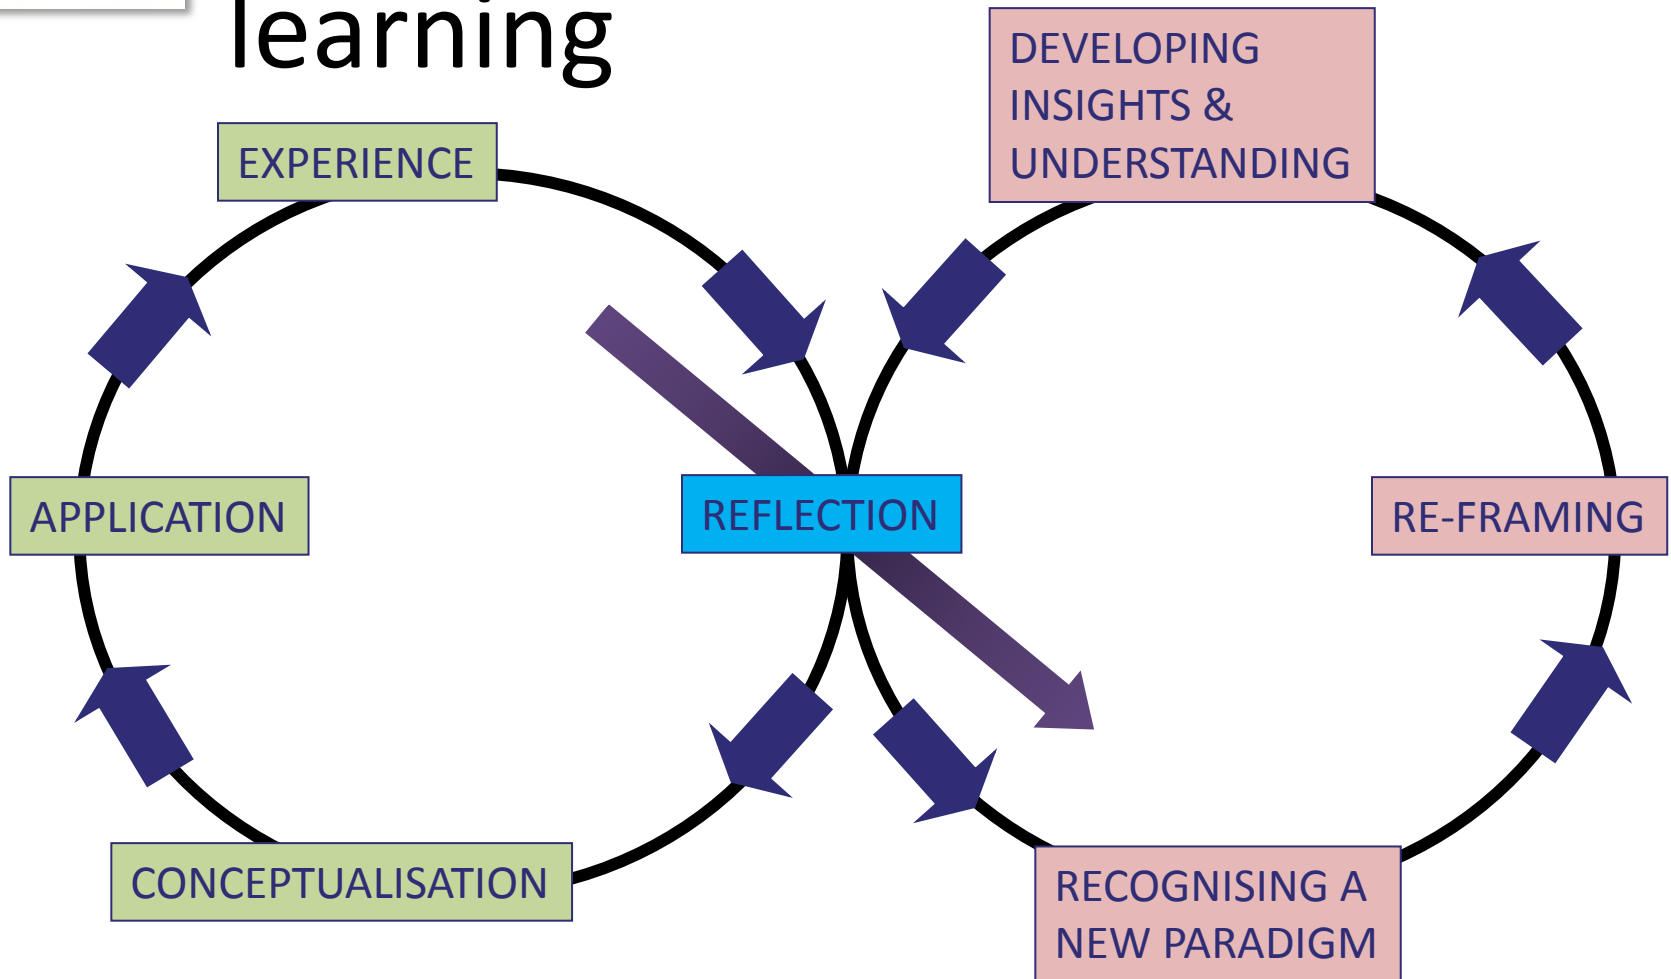 learning
DEVELOPING
INSIGHTS &
UNDERSTANDING
EXPERIENCE
APPLICATION
REFLECTION
RE-FRAMING
CONCEPTUALISATION
RECOGNISING A
NEW PARADIGM